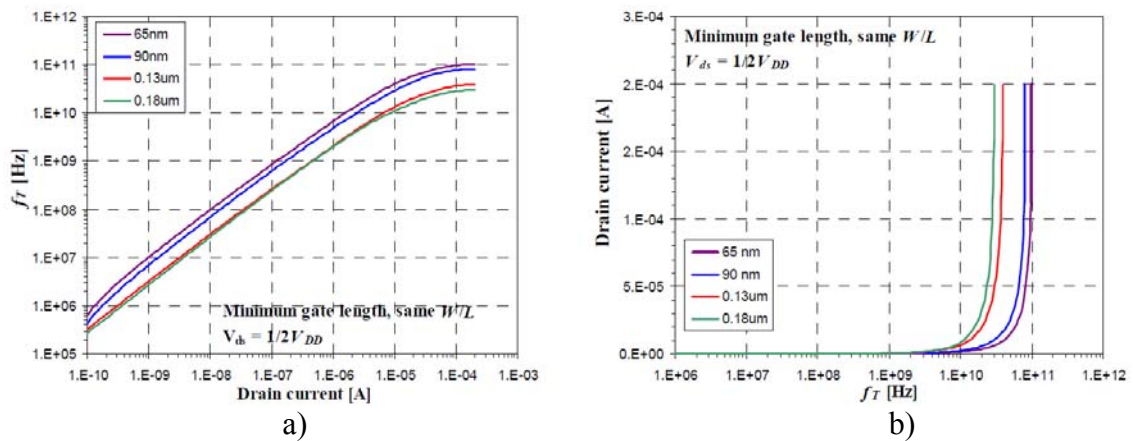 1.E+12
1.E+11
1.E+10
1.E+09
1.E+08
1.E+07
1.E+06
1.E+05
fT [Hz]
65nm
90nm
0.13um
0.18um
Minimum gate length, same W/L
Vds = 1/2VDD
1.E-10 1.E-09 1.E-08 1.E-07 1.E-06 1.E-05 1.E-04 1.E-03
Drain current [A]
a)
3.E-04
2.E-04
2.E-04
1.E-04
5.E-05
0.E+00
Drain current [A]
Minimum gate length, same W/L
Vds = 1/2VDD
65 nm
90 nm
0.13um
0.18um
1.E+06 1.E+07 1.E+08 1.E+09 1.E+10 1.E+11 1.E+12
fT [Hz]
b)